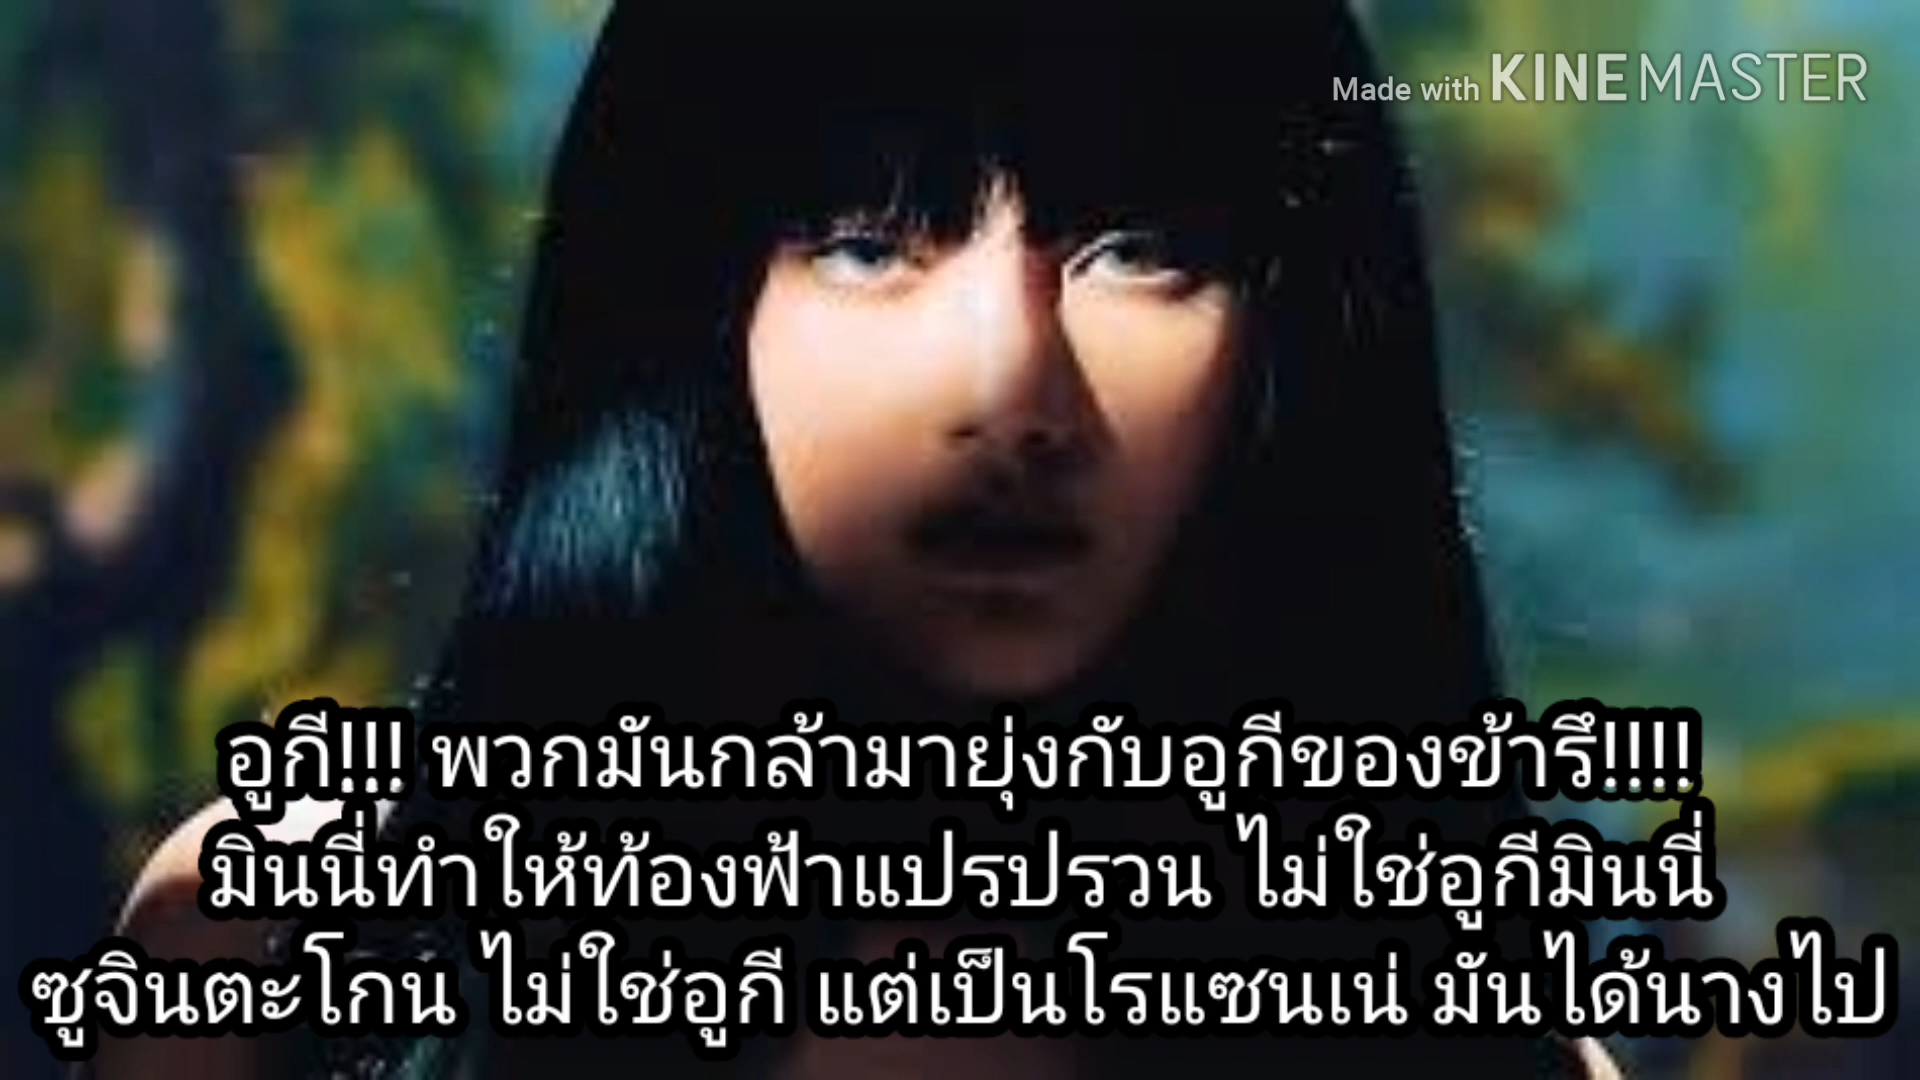 Made with KINEMASTER
อูกี!!! พวกมันกล้ามายุ่งกับอูกีของข้ารึ!!!!
มินนี่ทำให้ท้องฟ้าแปรปรวน ไม่ใช่อูกีมินนี่
ซูจินตะโกน ไม่ใช่อูกี แต่เป็นโรแซนเน่ มันได้นางไป